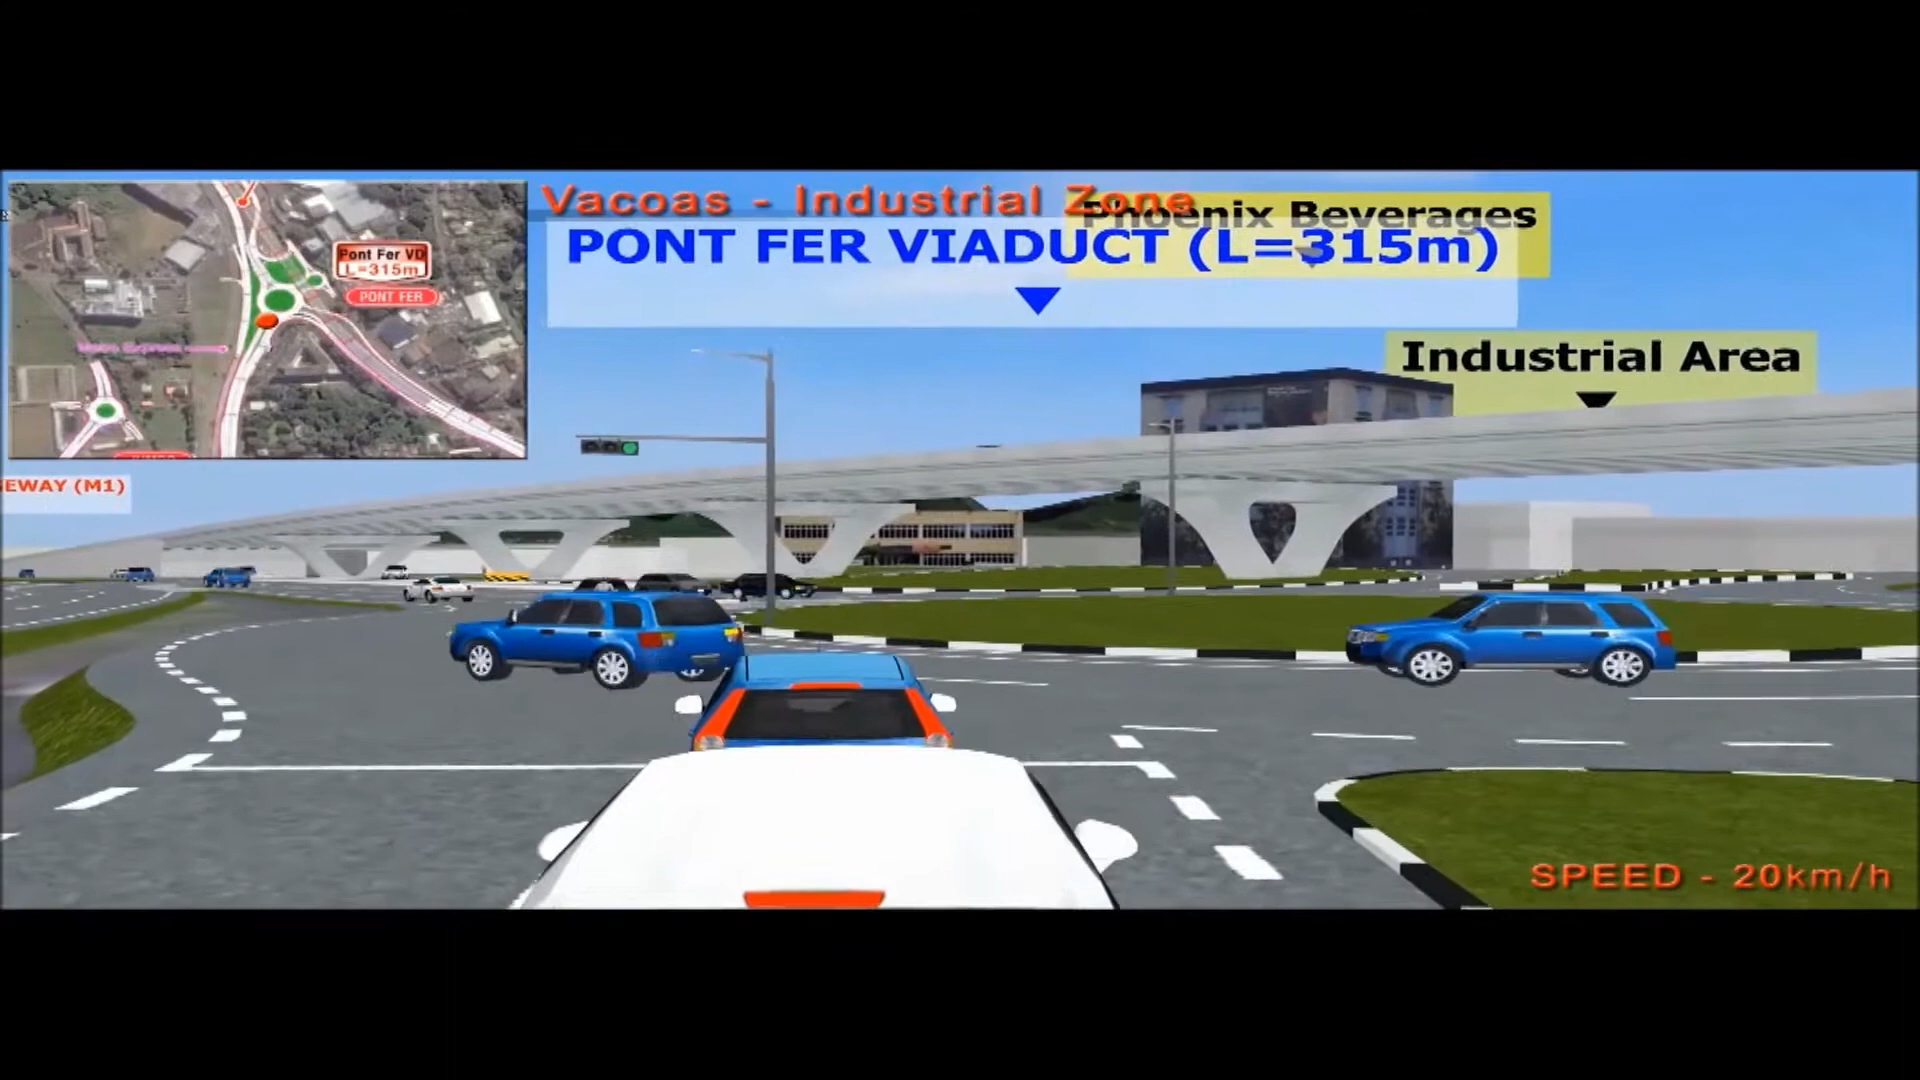 Vacoas - Industrial Zone
Phoenix Beverages
PONT FER VIADUCT (L=315m)
Pont Fer VD
L=315m
PONT FER
Industrial Area
EWAY (M1)
SPEED - 20km/h